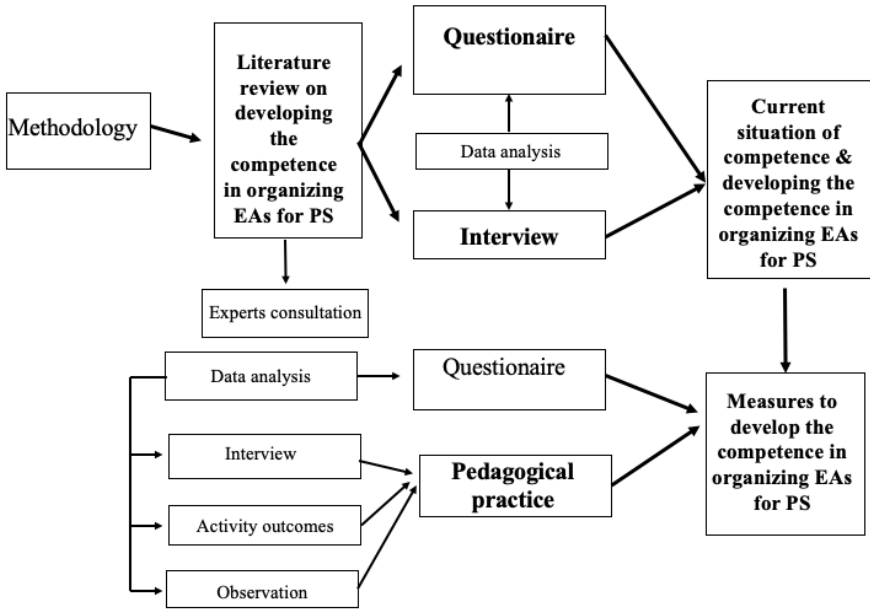 Methodology
Literature
review on
developing
the
competence
in organizing
EAs for PS
Experts consultation
Questionaire
Data analysis
Interview
Current
situation of
competence &
developing the
competence in
organizing EAs
for PS
Data analysis
Interview
Activity outcomes
Observation
Questionaire
Pedagogical
practice
Measures to
develop the
competence in
organizing EAs
for PS